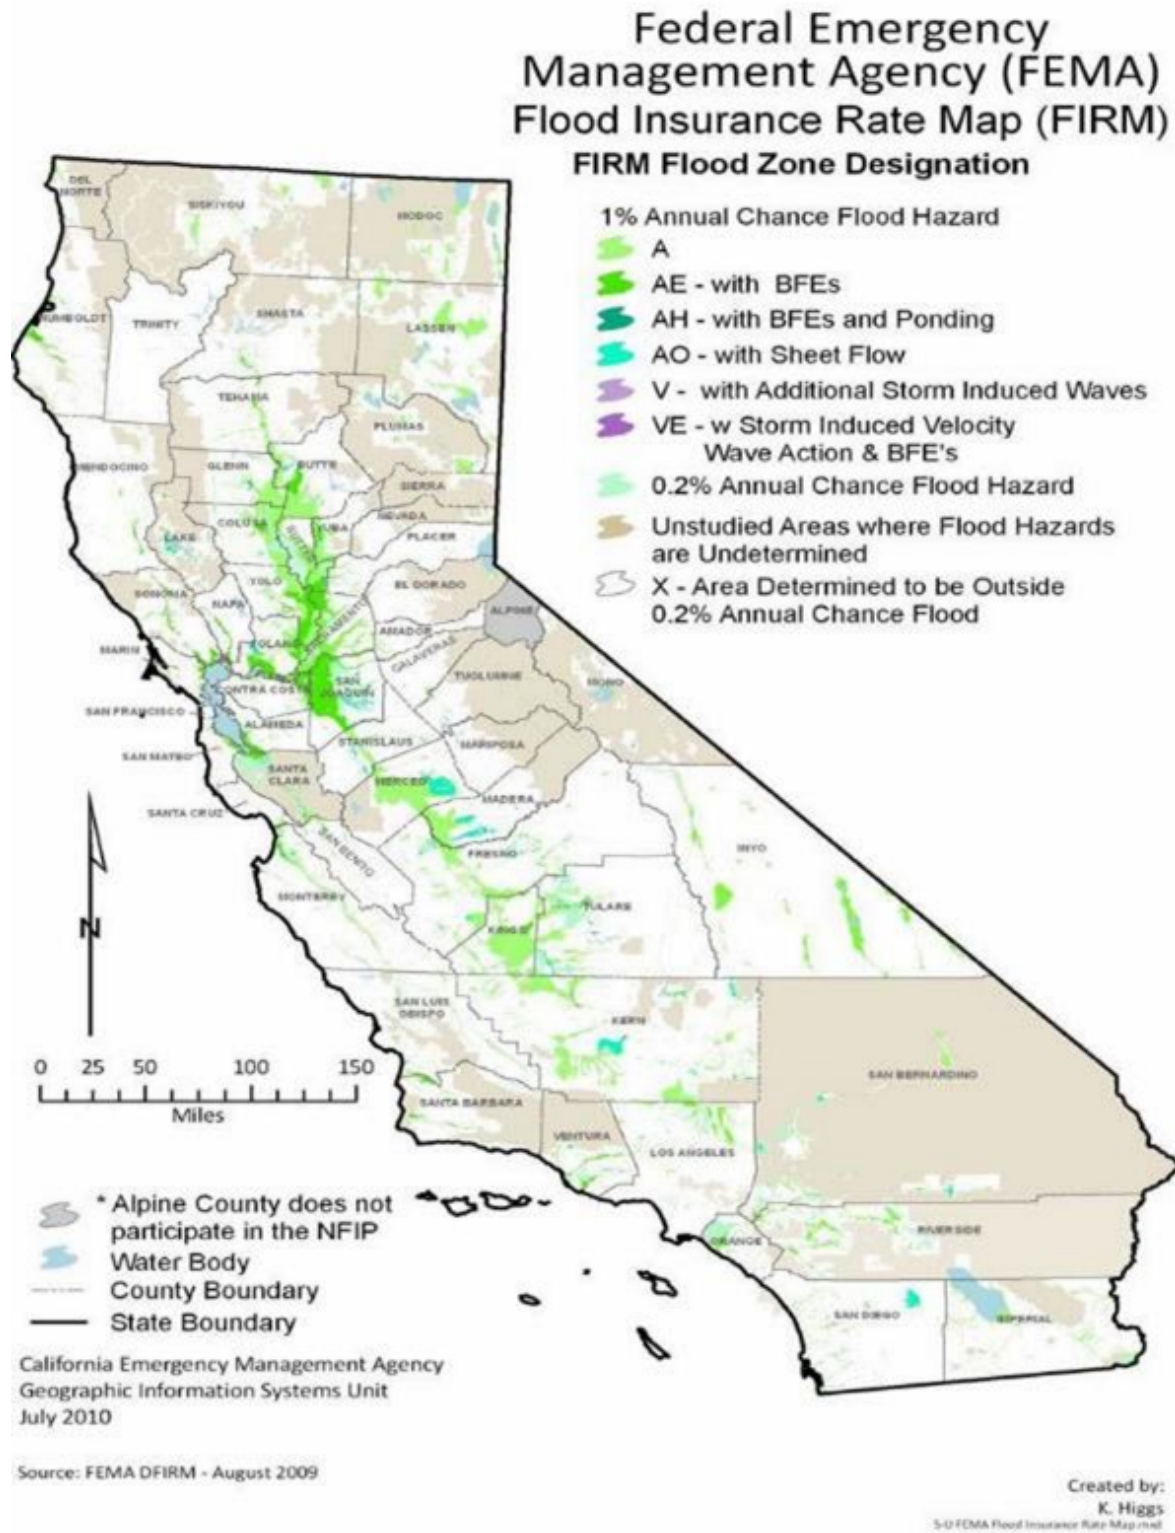 Federal Emergency
Management Agency (FEMA)
Flood Insurance Rate Map (FIRM)
FIRM Flood Zone Designation
1% Annual Chance Flood Hazard
A
AE - with BFEs
AH - with BFEs and Ponding
AO - with Sheet Flow
V - with Additional Storm Induced Waves
VE - w Storm Induced Velocity
Wave Action & BFE's
0.2% Annual Chance Flood Hazard
Unstudied Areas where Flood Hazards
are Undetermined
X - Area Determined to be Outside
0.2% Annual Chance Flood
DEL
NORTE
SISKIYOU
MODOC
HUMBOLDT
TRINITY
SHASTA
LASSEN
TEHAMA
PLUMAS
MENDOCINO
GLENN
BUTTE
SIERRA
COLUSA
SUTTER
YUBA
NEVADA
LAKE
PLACER
YOLO
EL DORADO
SONOMA
NAPA
SACRAMENTO
ALPINE
AMADOR
SOLANO
MARIN
CALAVERAS
SAN
JOAQUIN
TUOLUMNE
MONO
CONTRA COSTA
SAN FRANCISCO
ALAMEDA
STANISLAUS
MARIPOSA
SAN MATEO
SANTA
CLARA
MERCED
MADERA
SANTA CRUZ
SAN BENITO
FRESNO
INYO
MONTEREY
TULARE
KINGS
SAN LUIS
OBISPO
KERN
SAN BERNARDINO
SANTA BARBARA
VENTURA
LOS ANGELES
ORANGE
RIVERSIDE
SAN DIEGO
IMPERIAL
N
0 25 50 100 150
Miles
* Alpine County does not
participate in the NFIP
Water Body
County Boundary
State Boundary
California Emergency Management Agency
Geographic Information Systems Unit
July 2010
Source: FEMA DFIRM - August 2009
Created by:
K. Higgs
5-U FEMA Flood Insurance Rate Map.mxd